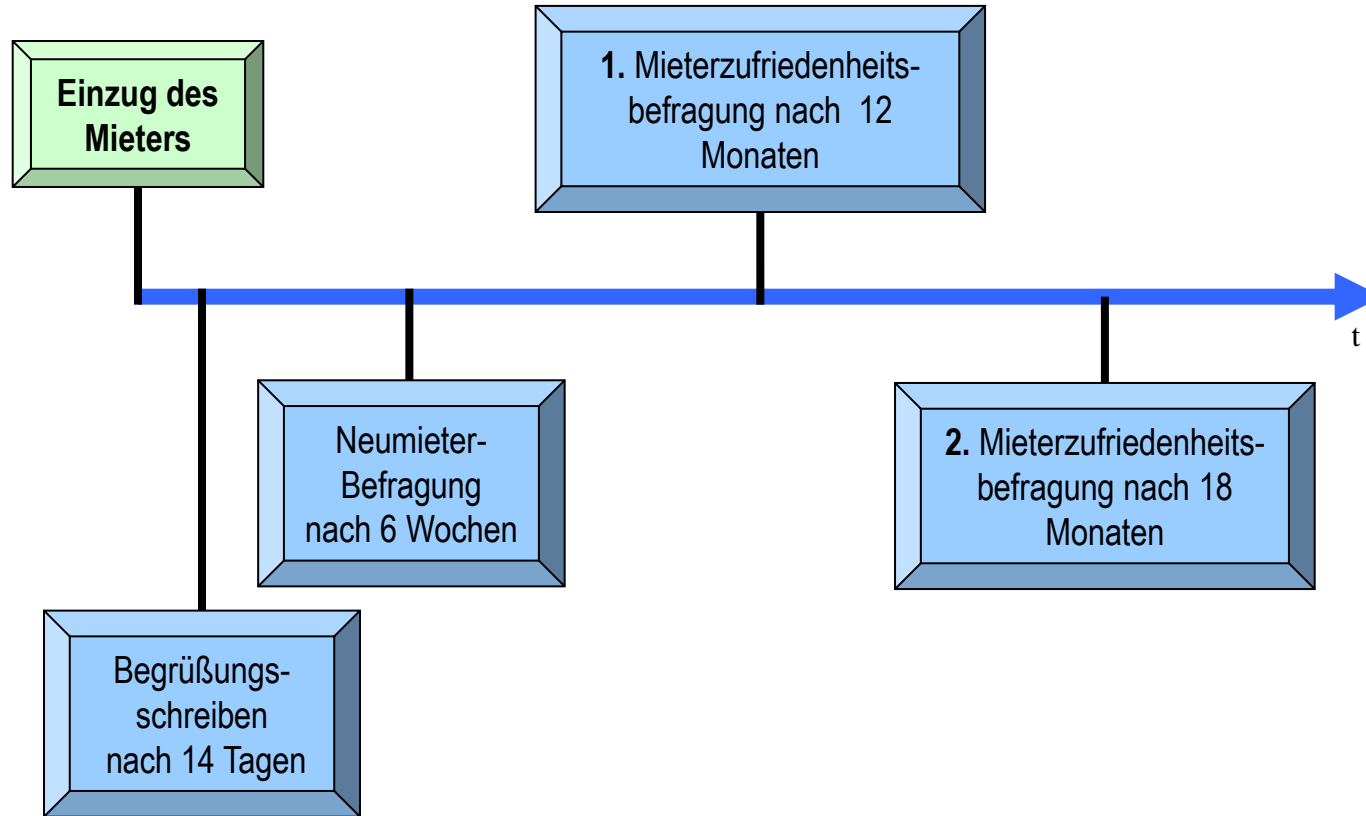 Einzug des
Mieters
1. Mieterzufriedenheits-
befragung nach 12
Monaten
t
Neumieter-
Befragung
nach 6 Wochen
2. Mieterzufriedenheits-
befragung nach 18
Monaten
Begrüßungs-
schreiben
nach 14 Tagen